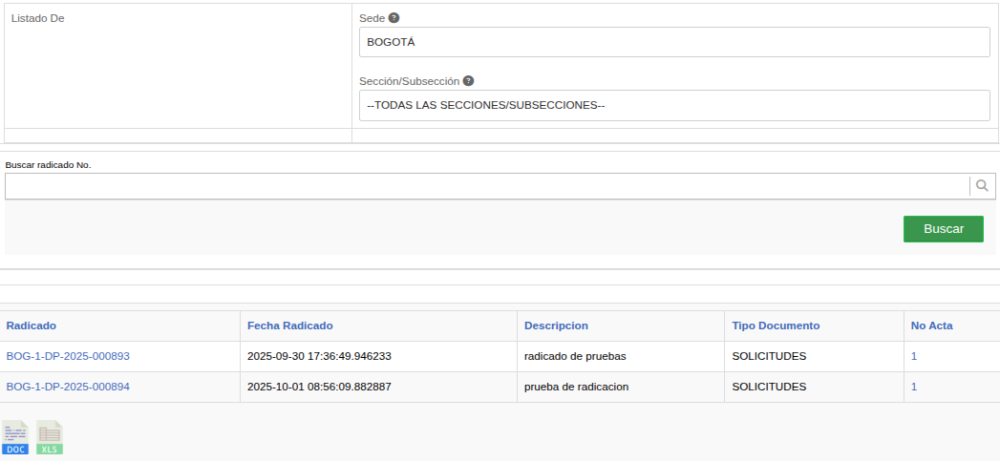 Listado De
Sede ?
BOGOTÁ
Sección/Subsección ?
--TODAS LAS SECCIONES/SUBSECCIONES--
Buscar radicado No.
Buscar
Radicado Fecha Radicado Descripcion Tipo Documento No Acta
BOG-1-DP-2025-000893 2025-09-30 17:36:49.946233 radicado de pruebas SOLICITUDES 1
BOG-1-DP-2025-000894 2025-10-01 08:56:09.882887 prueba de radicacion SOLICITUDES 1
DOC XLS